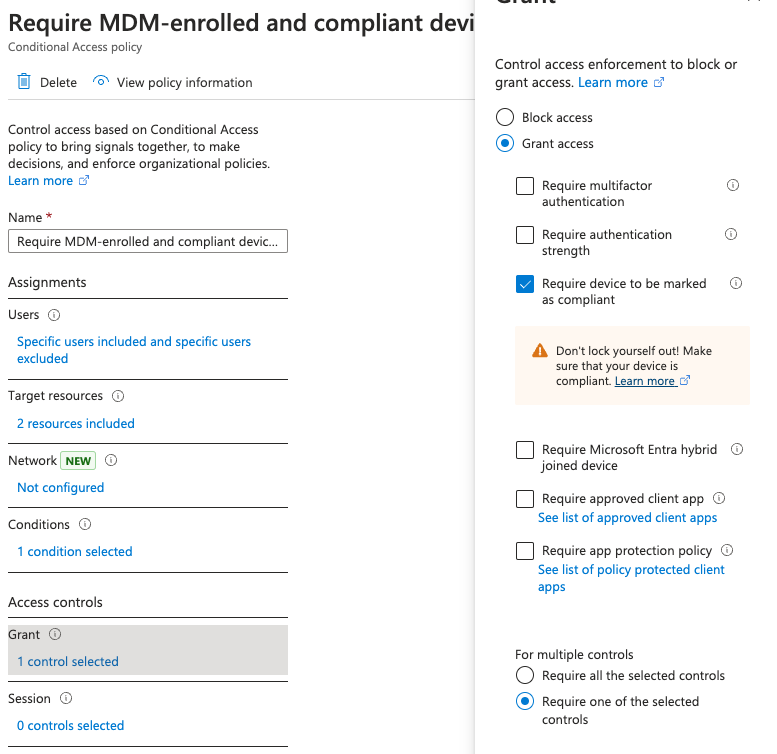 Require MDM-enrolled and compliant devi
Conditional Access policy
Delete View policy information
Control access based on Conditional Access
policy to bring signals together, to make
decisions, and enforce organizational policies.
Learn more
Name *
Require MDM-enrolled and compliant devic...
Assignments
Users
Specific users included and specific users
excluded
Target resources
2 resources included
Network NEW
Not configured
Conditions
1 condition selected
Access controls
Grant
1 control selected
Session
0 controls selected
Grant
Control access enforcement to block or
grant access. Learn more
Block access
Grant access
Require multifactor
authentication
Require authentication
strength
Require device to be marked
as compliant
Don't lock yourself out! Make
sure that your device is
compliant. Learn more
Require Microsoft Entra hybrid
joined device
Require approved client app
See list of approved client apps
Require app protection policy
See list of policy protected client
apps
For multiple controls
Require all the selected controls
Require one of the selected
controls